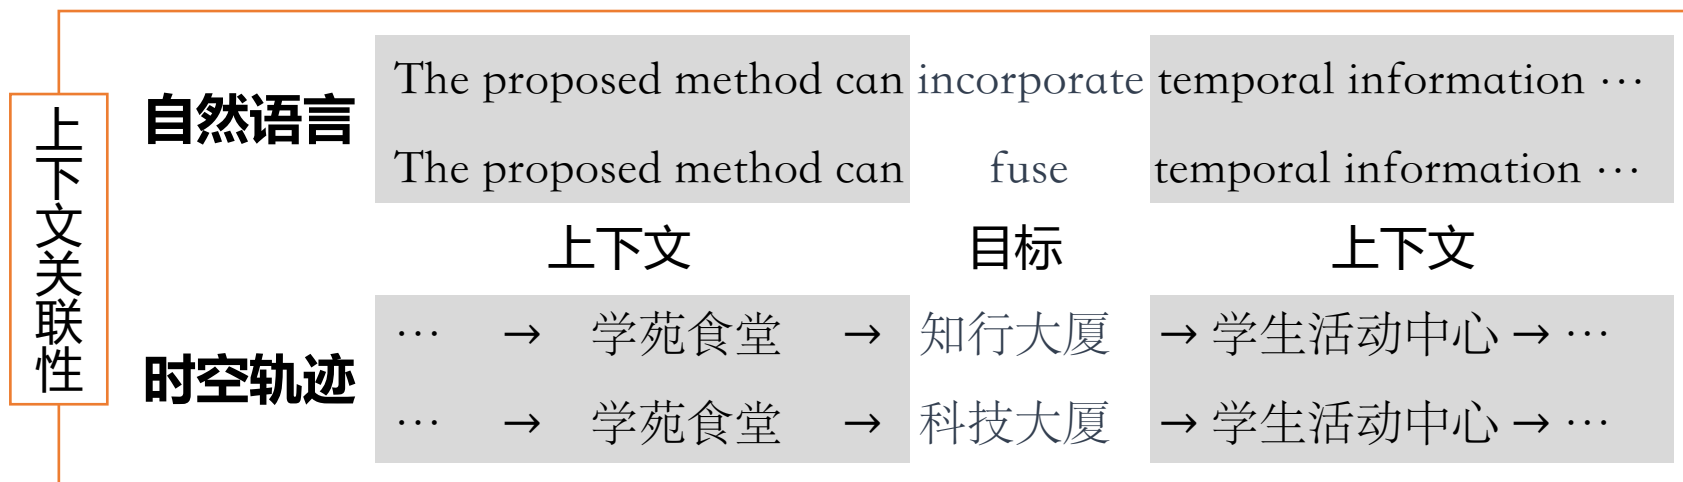 上下文关联性
自然语言
The proposed method can incorporate temporal information …
The proposed method can fuse temporal information …
上下文 目标 上下文
时空轨迹
… → 学苑食堂 → 知行大厦 → 学生活动中心 → …
… → 学苑食堂 → 科技大厦 → 学生活动中心 → …